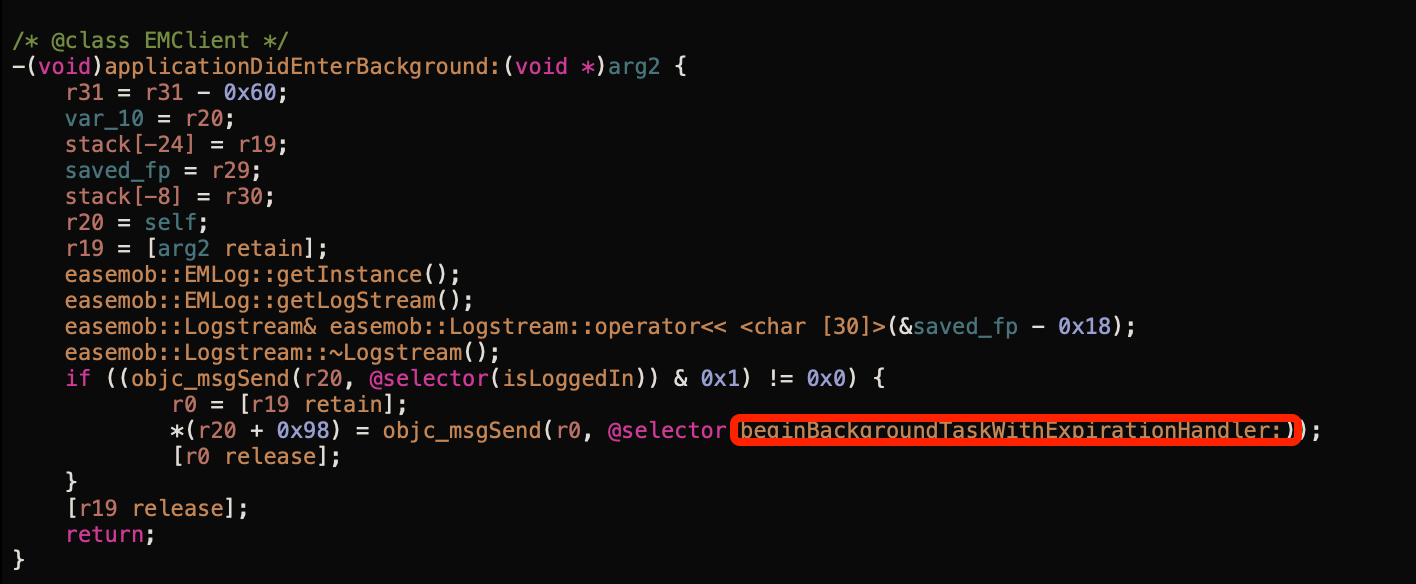 /* @class EMClient */
-(void)applicationDidEnterBackground:(void *)arg2 {
    r31 = r31 - 0x60;
    var_10 = r20;
    stack[-24] = r19;
    saved_fp = r29;
    stack[-8] = r30;
    r20 = self;
    r19 = [arg2 retain];
    easemob::EMLog::getInstance();
    easemob::EMLog::getLogStream();
    easemob::Logstream& easemob::Logstream::operator<< <char [30]>(&saved_fp - 0x18);
    easemob::Logstream::~Logstream();
    if ((objc_msgSend(r20, @selector(isLoggedIn)) & 0x1) != 0x0) {
            r0 = [r19 retain];
            *(r20 + 0x98) = objc_msgSend(r0, @selector(beginBackgroundTaskWithExpirationHandler:));
            [r0 release];
    }
    [r19 release];
    return;
}